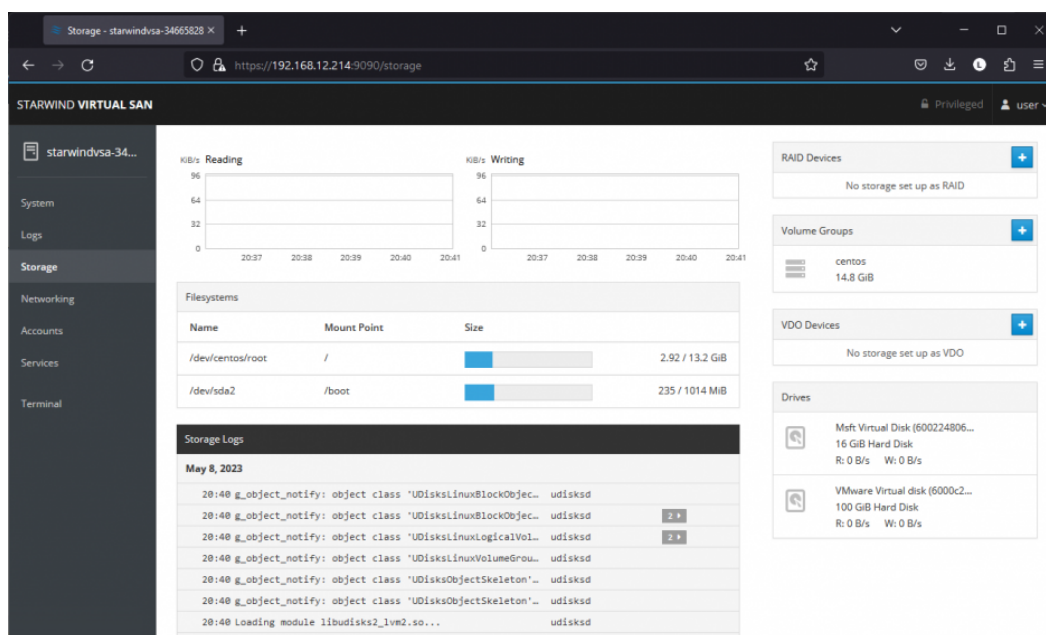 Storage - starwindvsa-34665828
https://192.168.12.214:9090/storage
STARWIND VIRTUAL SAN
Privileged
user
starwindvsa-34...
System
Logs
Storage
Networking
Accounts
Services
Terminal
KiB/s Reading
96
64
32
0
20:37 20:38 20:39 20:40 20:41
KiB/s Writing
96
64
32
0
20:37 20:38 20:39 20:40 20:41
Filesystems
Name Mount Point Size
/dev/centos/root / 2.92 / 13.2 GiB
/dev/sda2 /boot 235 / 1014 MiB
Storage Logs
May 8, 2023
20:40 g_object_notify: object class 'UDisksLinuxBlockObjec… udisksd
20:40 g_object_notify: object class 'UDisksLinuxBlockObjec… udisksd 2
20:40 g_object_notify: object class 'UDisksLinuxLogicalVol… udisksd 2
20:40 g_object_notify: object class 'UDisksLinuxVolumeGrou… udisksd
20:40 g_object_notify: object class 'UDisksObjectSkeleton'… udisksd
20:40 g_object_notify: object class 'UDisksObjectSkeleton'… udisksd
20:40 Loading module libudisks2_lvm2.so... udisksd
RAID Devices
No storage set up as RAID
Volume Groups
centos
14.8 GiB
VDO Devices
No storage set up as VDO
Drives
Msft Virtual Disk (600224806...
16 GiB Hard Disk
R: 0 B/s W: 0 B/s
VMware Virtual disk (6000c2...
100 GiB Hard Disk
R: 0 B/s W: 0 B/s